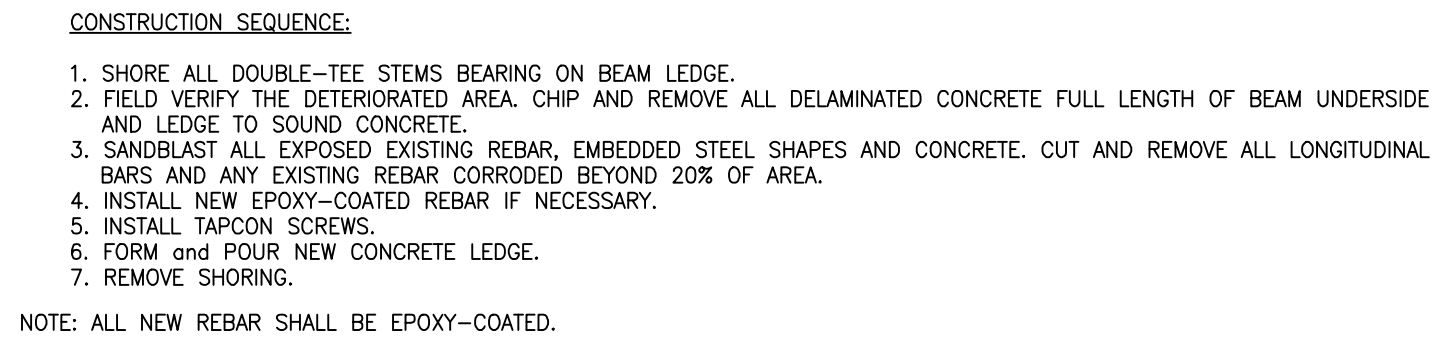 CONSTRUCTION SEQUENCE:
1. SHORE ALL DOUBLE-TEE STEMS BEARING ON BEAM LEDGE.
2. FIELD VERIFY THE DETERIORATED AREA. CHIP AND REMOVE ALL DELAMINATED CONCRETE FULL LENGTH OF BEAM UNDERSIDE
AND LEDGE TO SOUND CONCRETE.
3. SANDBLAST ALL EXPOSED EXISTING REBAR, EMBEDDED STEEL SHAPES AND CONCRETE. CUT AND REMOVE ALL LONGITUDINAL
BARS AND ANY EXISTING REBAR CORRODED BEYOND 20% OF AREA.
4. INSTALL NEW EPOXY-COATED REBAR IF NECESSARY.
5. INSTALL TAPCON SCREWS.
6. FORM and POUR NEW CONCRETE LEDGE.
7. REMOVE SHORING.
NOTE: ALL NEW REBAR SHALL BE EPOXY-COATED.